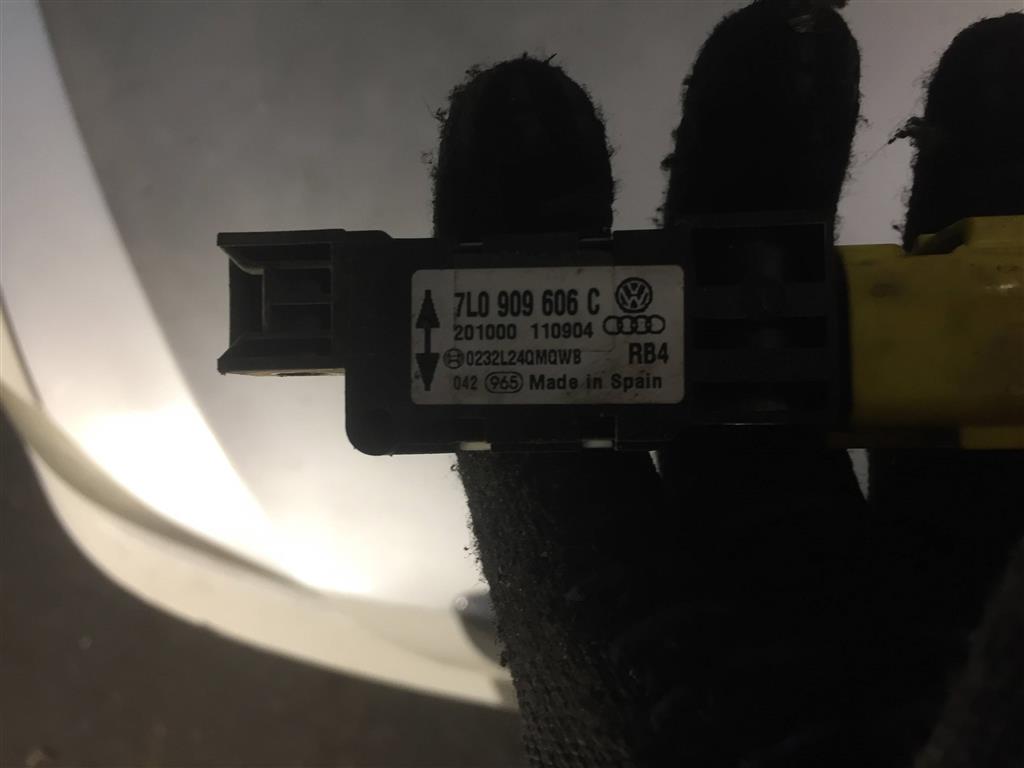 7L0 909 606 C
201000 110904
0232L24QMQWB RB4
042 965 Made in Spain